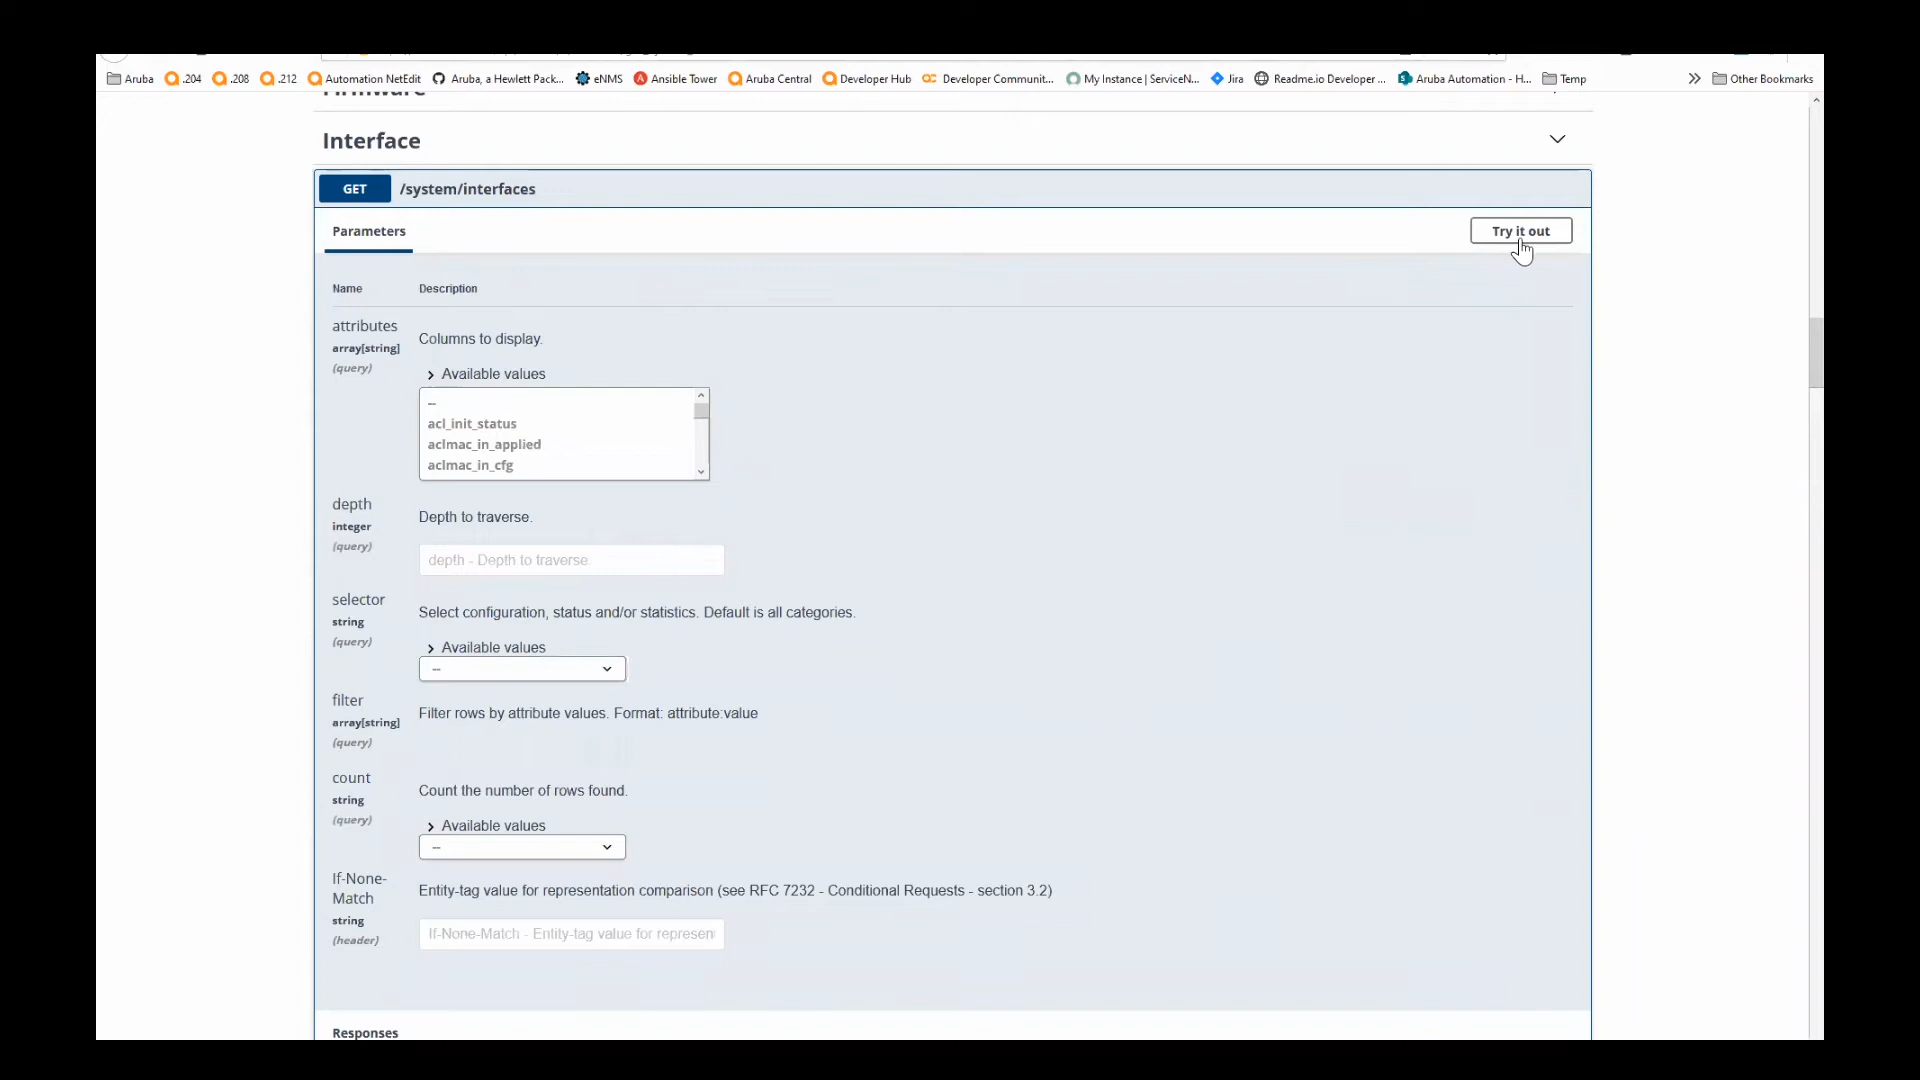 Aruba .204 .208 .212 Automation NetEdit Aruba, a Hewlett Pack... eNMS Ansible Tower Aruba Central Developer Hub Developer Communit... My Instance | ServiceN... Jira Readme.io Developer ... Aruba Automation - H... Temp Other Bookmarks
Firmware
Interface
GET /system/interfaces
Parameters Try it out
Name Description
attributes
array[string]
(query)
Columns to display.
Available values
--
acl_init_status
aclmac_in_applied
aclmac_in_cfg
depth
integer
(query)
Depth to traverse.
depth - Depth to traverse.
selector
string
(query)
Select configuration, status and/or statistics. Default is all categories.
Available values
--
filter
array[string]
(query)
Filter rows by attribute values. Format: attribute:value
count
string
(query)
Count the number of rows found.
Available values
--
If-None-
Match
string
(header)
Entity-tag value for representation comparison (see RFC 7232 - Conditional Requests - section 3.2)
If-None-Match - Entity-tag value for represent
Responses